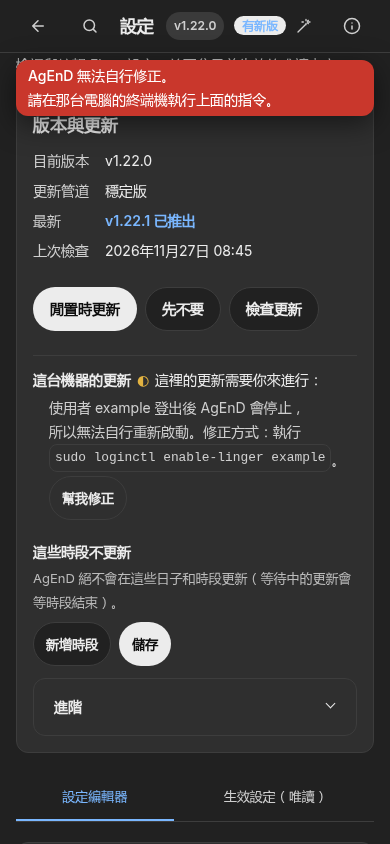 設定
v1.22.0
有新版
AgEnD 無法自行修正。
請在那台電腦的終端機執行上面的指令。
版本與更新
目前版本 v1.22.0
更新管道 穩定版
最新 v1.22.1 已推出
上次檢查 2026年11月27日 08:45
閒置時更新 先不要 檢查更新
這台機器的更新 這裡的更新需要你來進行：
使用者 example 登出後 AgEnD 會停止，
所以無法自行重新啟動。修正方式：執行
sudo loginctl enable-linger example。
幫我修正
這些時段不更新
AgEnD 絕不會在這些日子和時段更新（等待中的更新會
等時段結束）。
新增時段 儲存
進階
設定編輯器 生效設定（唯讀）